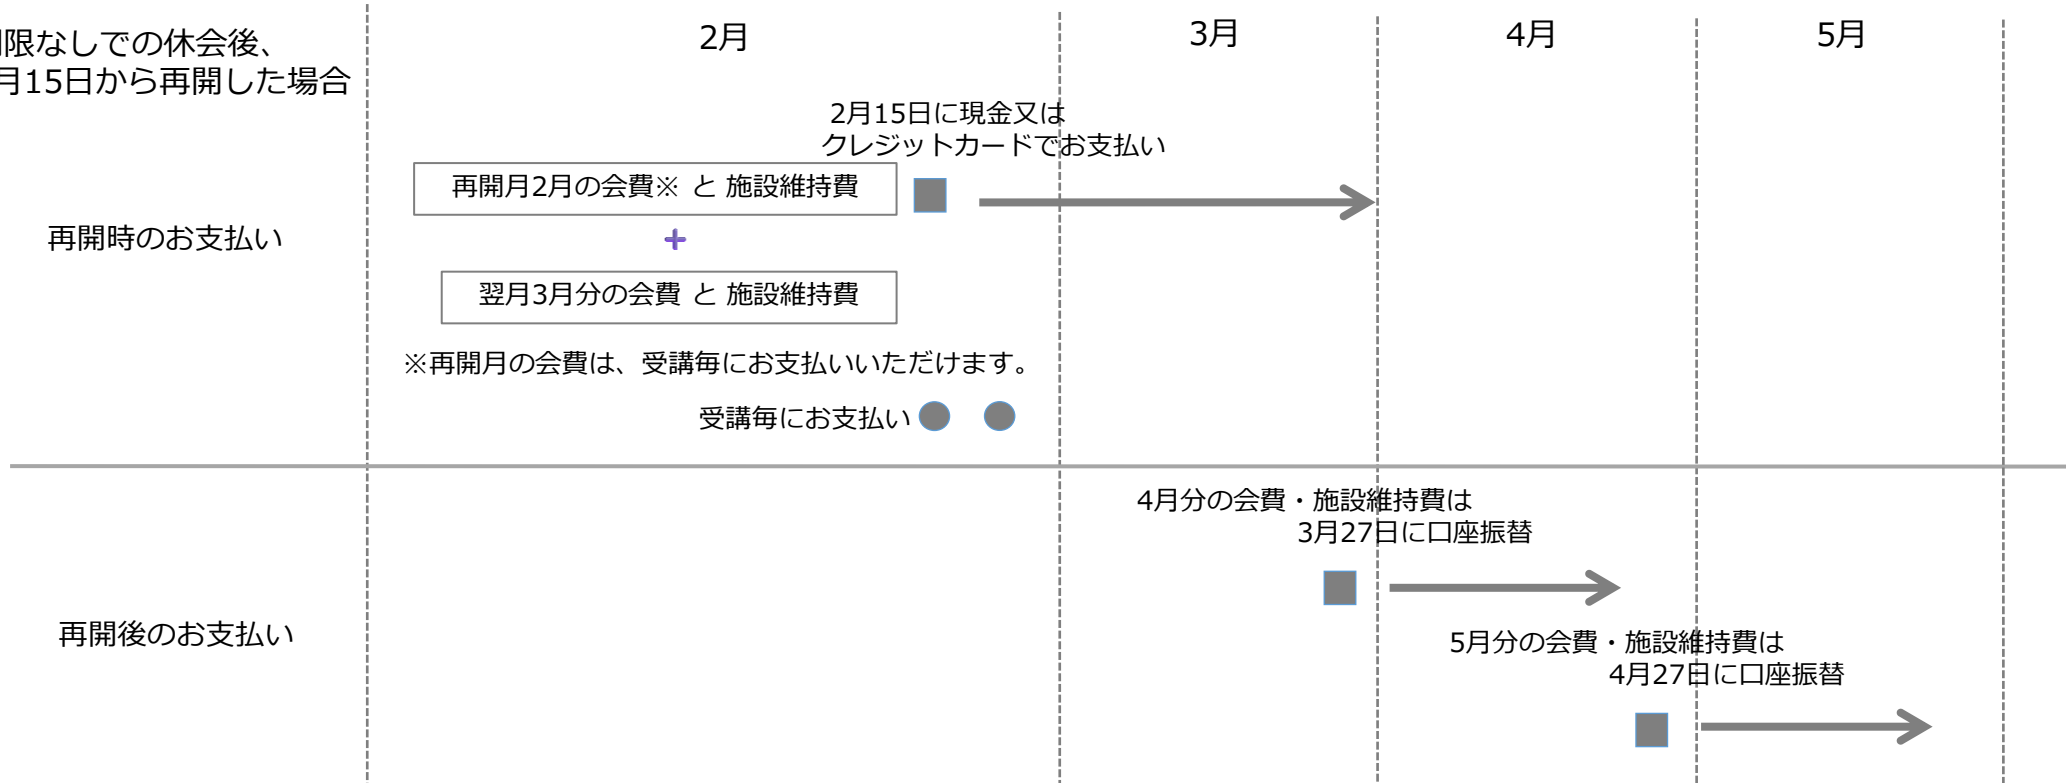 限なしでの休会後、
月15日から再開した場合
2月
3月
4月
5月
2月15日に現金又は
クレジットカードでお支払い
再開月2月の会費※ と 施設維持費
再開時のお支払い
+
翌月3月分の会費 と 施設維持費
※再開月の会費は、受講毎にお支払いいただけます。
受講毎にお支払い
4月分の会費・施設維持費は
3月27日に口座振替
再開後のお支払い
5月分の会費・施設維持費は
4月27日に口座振替